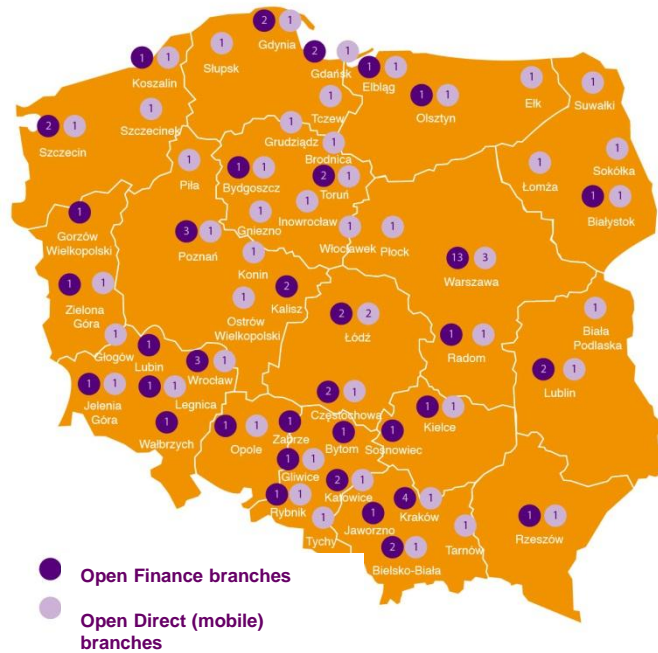 2 1
Gdynia
1
Słupsk
2 1
Gdańsk
1 1
Koszalin
1 1
Elbląg
1
Ełk
1
Suwałki
1
Tczew
1 1
Olsztyn
1
Szczecinek
2 1
Szczecin
1
Grudziądz
1
Brodnica
1
Sokółka
1
Piła
1 1
Bydgoszcz
2 1
Toruń
1
Łomża
1 1
Białystok
1
Gorzów
Wielkopolski
1
Gniezno
1
Inowrocław
3 1
Poznań
1
Włocławek
1
Płock
1
Konin
13 3
Warszawa
1 1
Zielona
Góra
2
Kalisz
1
Ostrów
Wielkopolski
2 2
Łódź
1
Biała
Podlaska
1
Głogów
1
Lubin
3 1
Wrocław
1 1
Radom
2 1
Lublin
1 1
Jelenia
Góra
1 1
Legnica
2 1
Częstochowa
1 1
Kielce
1
Wałbrzych
1 1
Opole
1
Zabrze
1
Bytom
1
Sosnowiec
1 1
Gliwice
2 1
Katowice
1 1
Rybnik
4 1
Kraków
1
Tychy
1
Jaworzno
1
Tarnów
1 1
Rzeszów
2 1
Bielsko-Biała
Open Finance branches
Open Direct (mobile)
branches